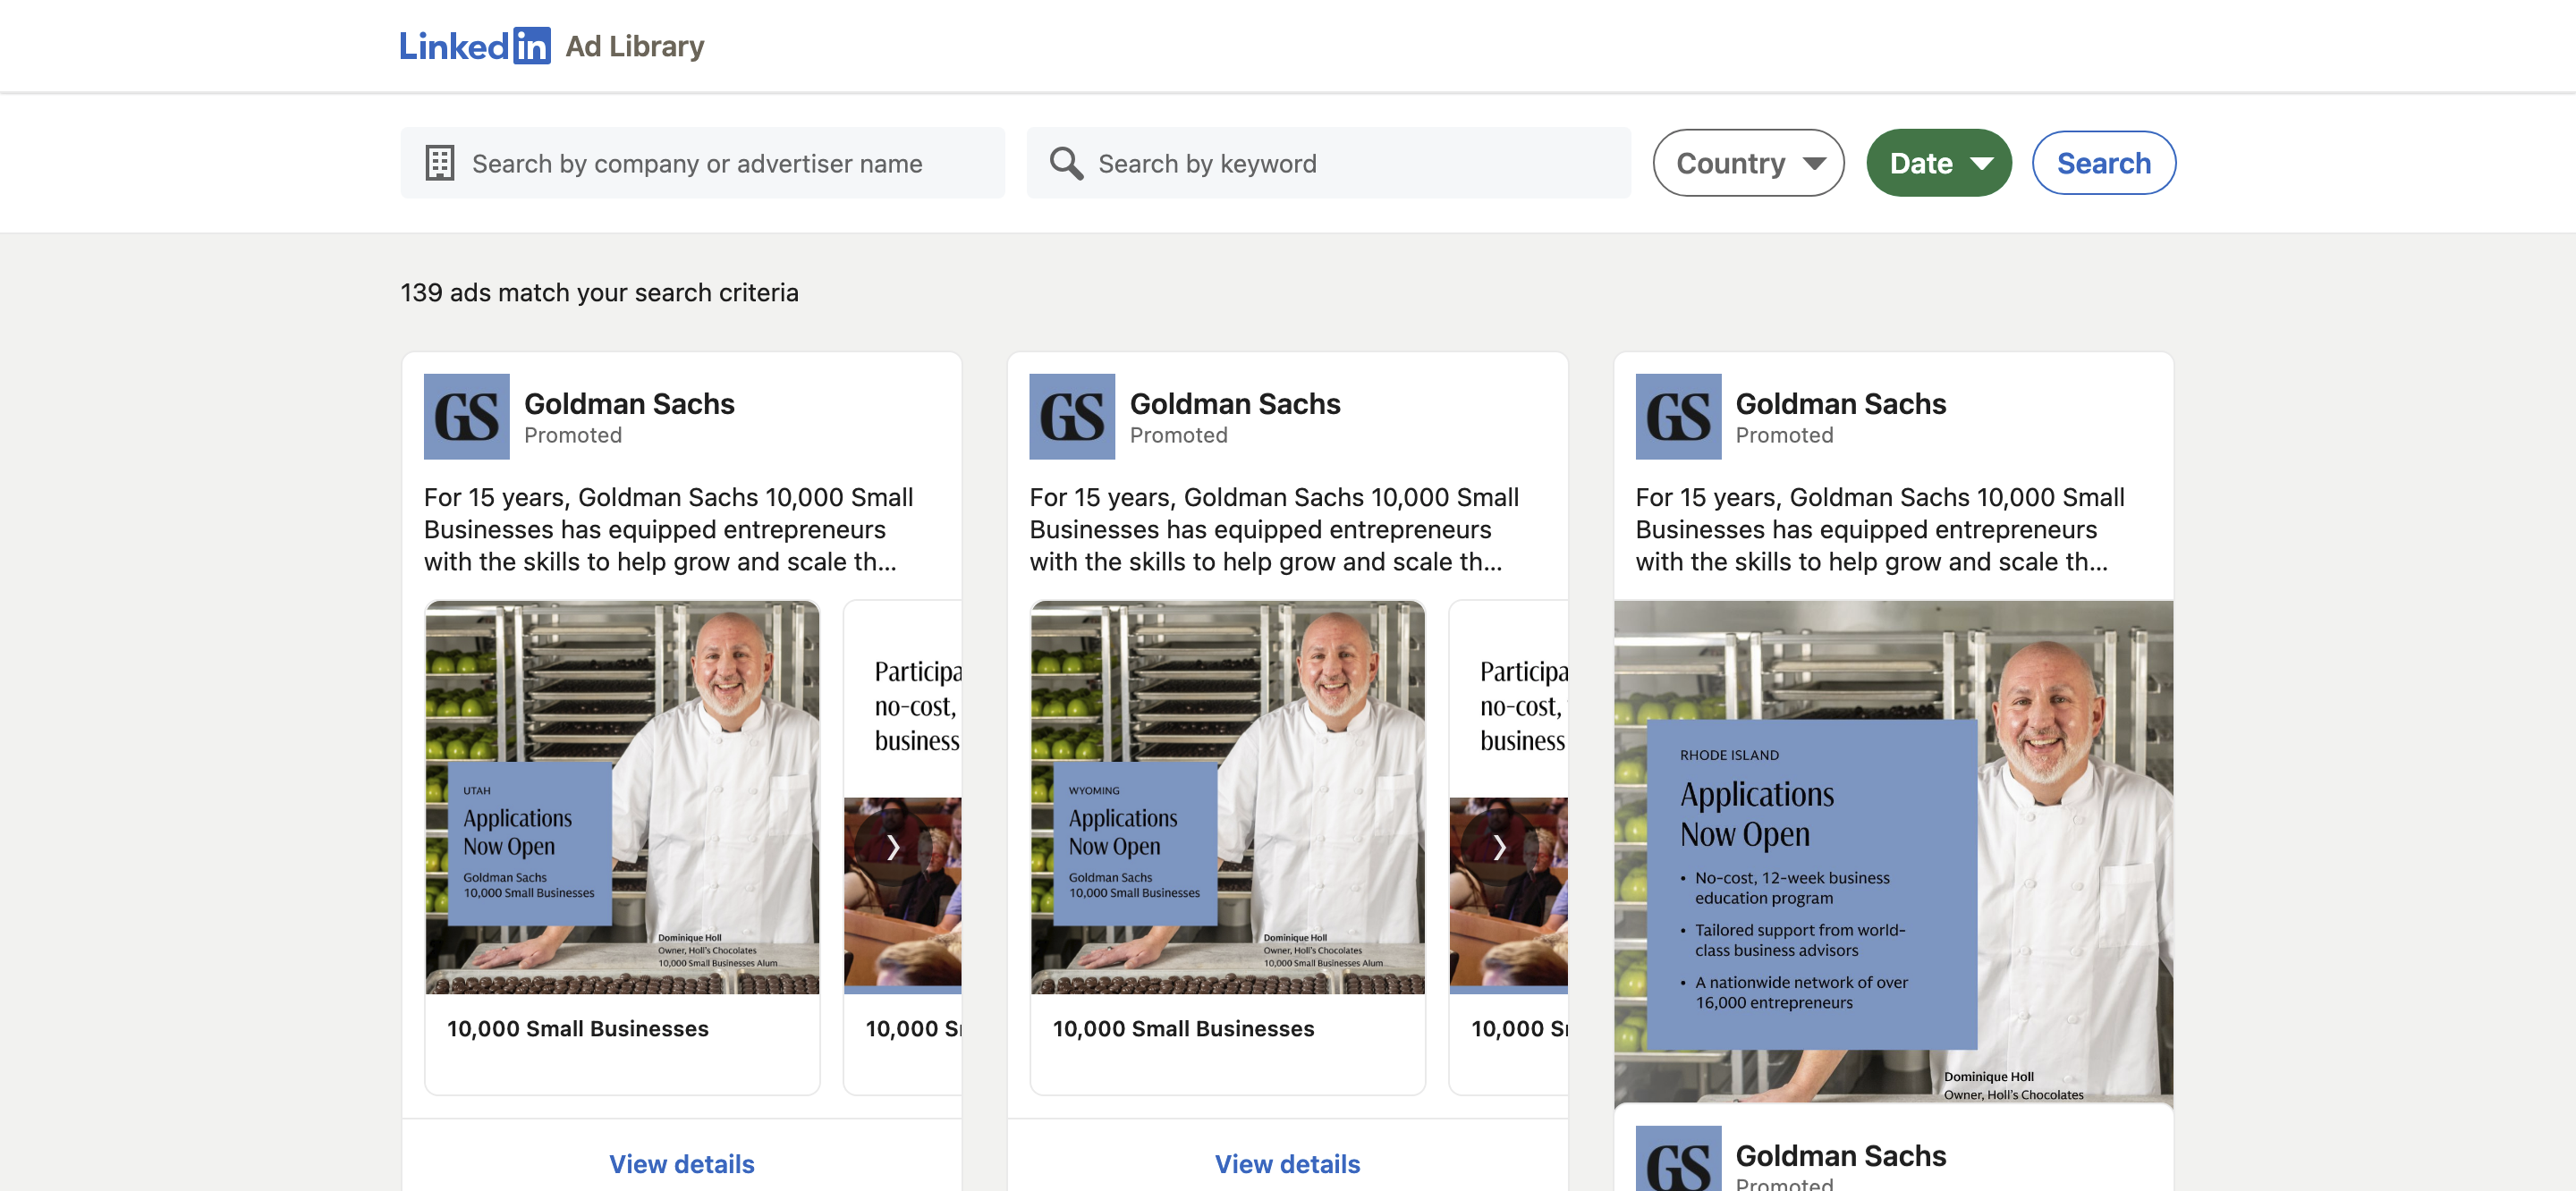 LinkedIn Ad Library
Search by company or advertiser name
Search by keyword
Country
Date
Search
139 ads match your search criteria
GS
Goldman Sachs
Promoted
For 15 years, Goldman Sachs 10,000 Small
Businesses has equipped entrepreneurs
with the skills to help grow and scale th...
UTAH
Applications
Now Open
Goldman Sachs
10,000 Small Businesses
Dominique Holl
Owner, Holl's Chocolates
10,000 Small Businesses Alum
Participa
no-cost,
business
10,000 Small Businesses
10,000 S
View details
GS
Goldman Sachs
Promoted
For 15 years, Goldman Sachs 10,000 Small
Businesses has equipped entrepreneurs
with the skills to help grow and scale th...
WYOMING
Applications
Now Open
Goldman Sachs
10,000 Small Businesses
Dominique Holl
Owner, Holl's Chocolates
10,000 Small Businesses Alum
Participa
no-cost,
business
10,000 Small Businesses
10,000 S
View details
GS
Goldman Sachs
Promoted
For 15 years, Goldman Sachs 10,000 Small
Businesses has equipped entrepreneurs
with the skills to help grow and scale th...
RHODE ISLAND
Applications
Now Open
• No-cost, 12-week business
education program
• Tailored support from world-
class business advisors
• A nationwide network of over
16,000 entrepreneurs
Dominique Holl
Owner, Holl's Chocolates
GS
Goldman Sachs
Promoted